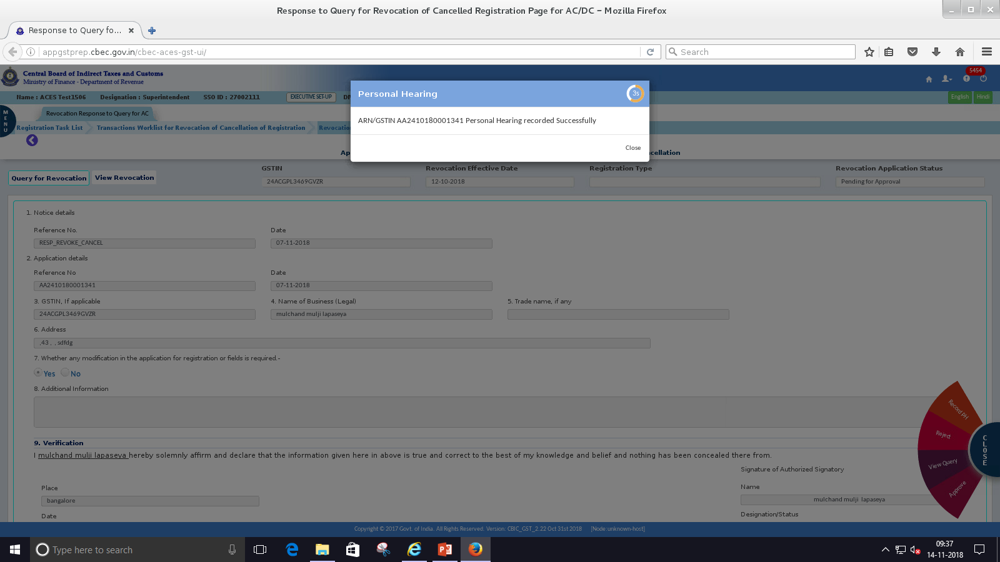 Response to Query for Revocation of Cancelled Registration Page for AC/DC – Mozilla Firefox
Response to Query fo...
appgstprep.cbec.gov.in/cbec-aces-gst-ui/
Search
Central Board of Indirect Taxes and Customs
Ministry of Finance - Department of Revenue
5454
Name : ACES Test1506 Designation : Superintendent SSO ID : 27002111 EXECUTIVE SET-UP
English Hindi
MENU
Revocation Response to Query for AC
Registration Task List Transactions Worklist for Revocation of Cancellation of Registration
Personal Hearing 3s
ARN/GSTIN AA2410180001341 Personal Hearing recorded Successfully
Close
Query for Revocation View Revocation
GSTIN Revocation Effective Date Registration Type Revocation Application Status
24ACGPL3469GVZR 12-10-2018 Pending for Approval
1. Notice details
Reference No. Date
RESP_REVOKE_CANCEL 07-11-2018
2. Application details
Reference No Date
AA2410180001341 07-11-2018
3. GSTIN, If applicable 4. Name of Business (Legal) 5. Trade name, if any
24ACGPL3469GVZR mulchand mulji lapaseya
6. Address
,43 , , sdfdg
7. Whether any modification in the application for registration or fields is required.-
Yes No
8. Additional Information
Record PH
Reject
View Query
Approve
CLOSE
9. Verification
I mulchand mulji lapaseya hereby solemnly affirm and declare that the information given here in above is true and correct to the best of my knowledge and belief and nothing has been concealed there from.
Signature of Authorized Signatory
Place Name
bangalore mulchand mulji lapaseya
Date Designation/Status
Copyright © 2017 Govt. of India. All Rights Reserved. Version: CBIC_GST_2.22 Oct 31st 2018 [Node:unknown-host]
Type here to search
09:37
14-11-2018